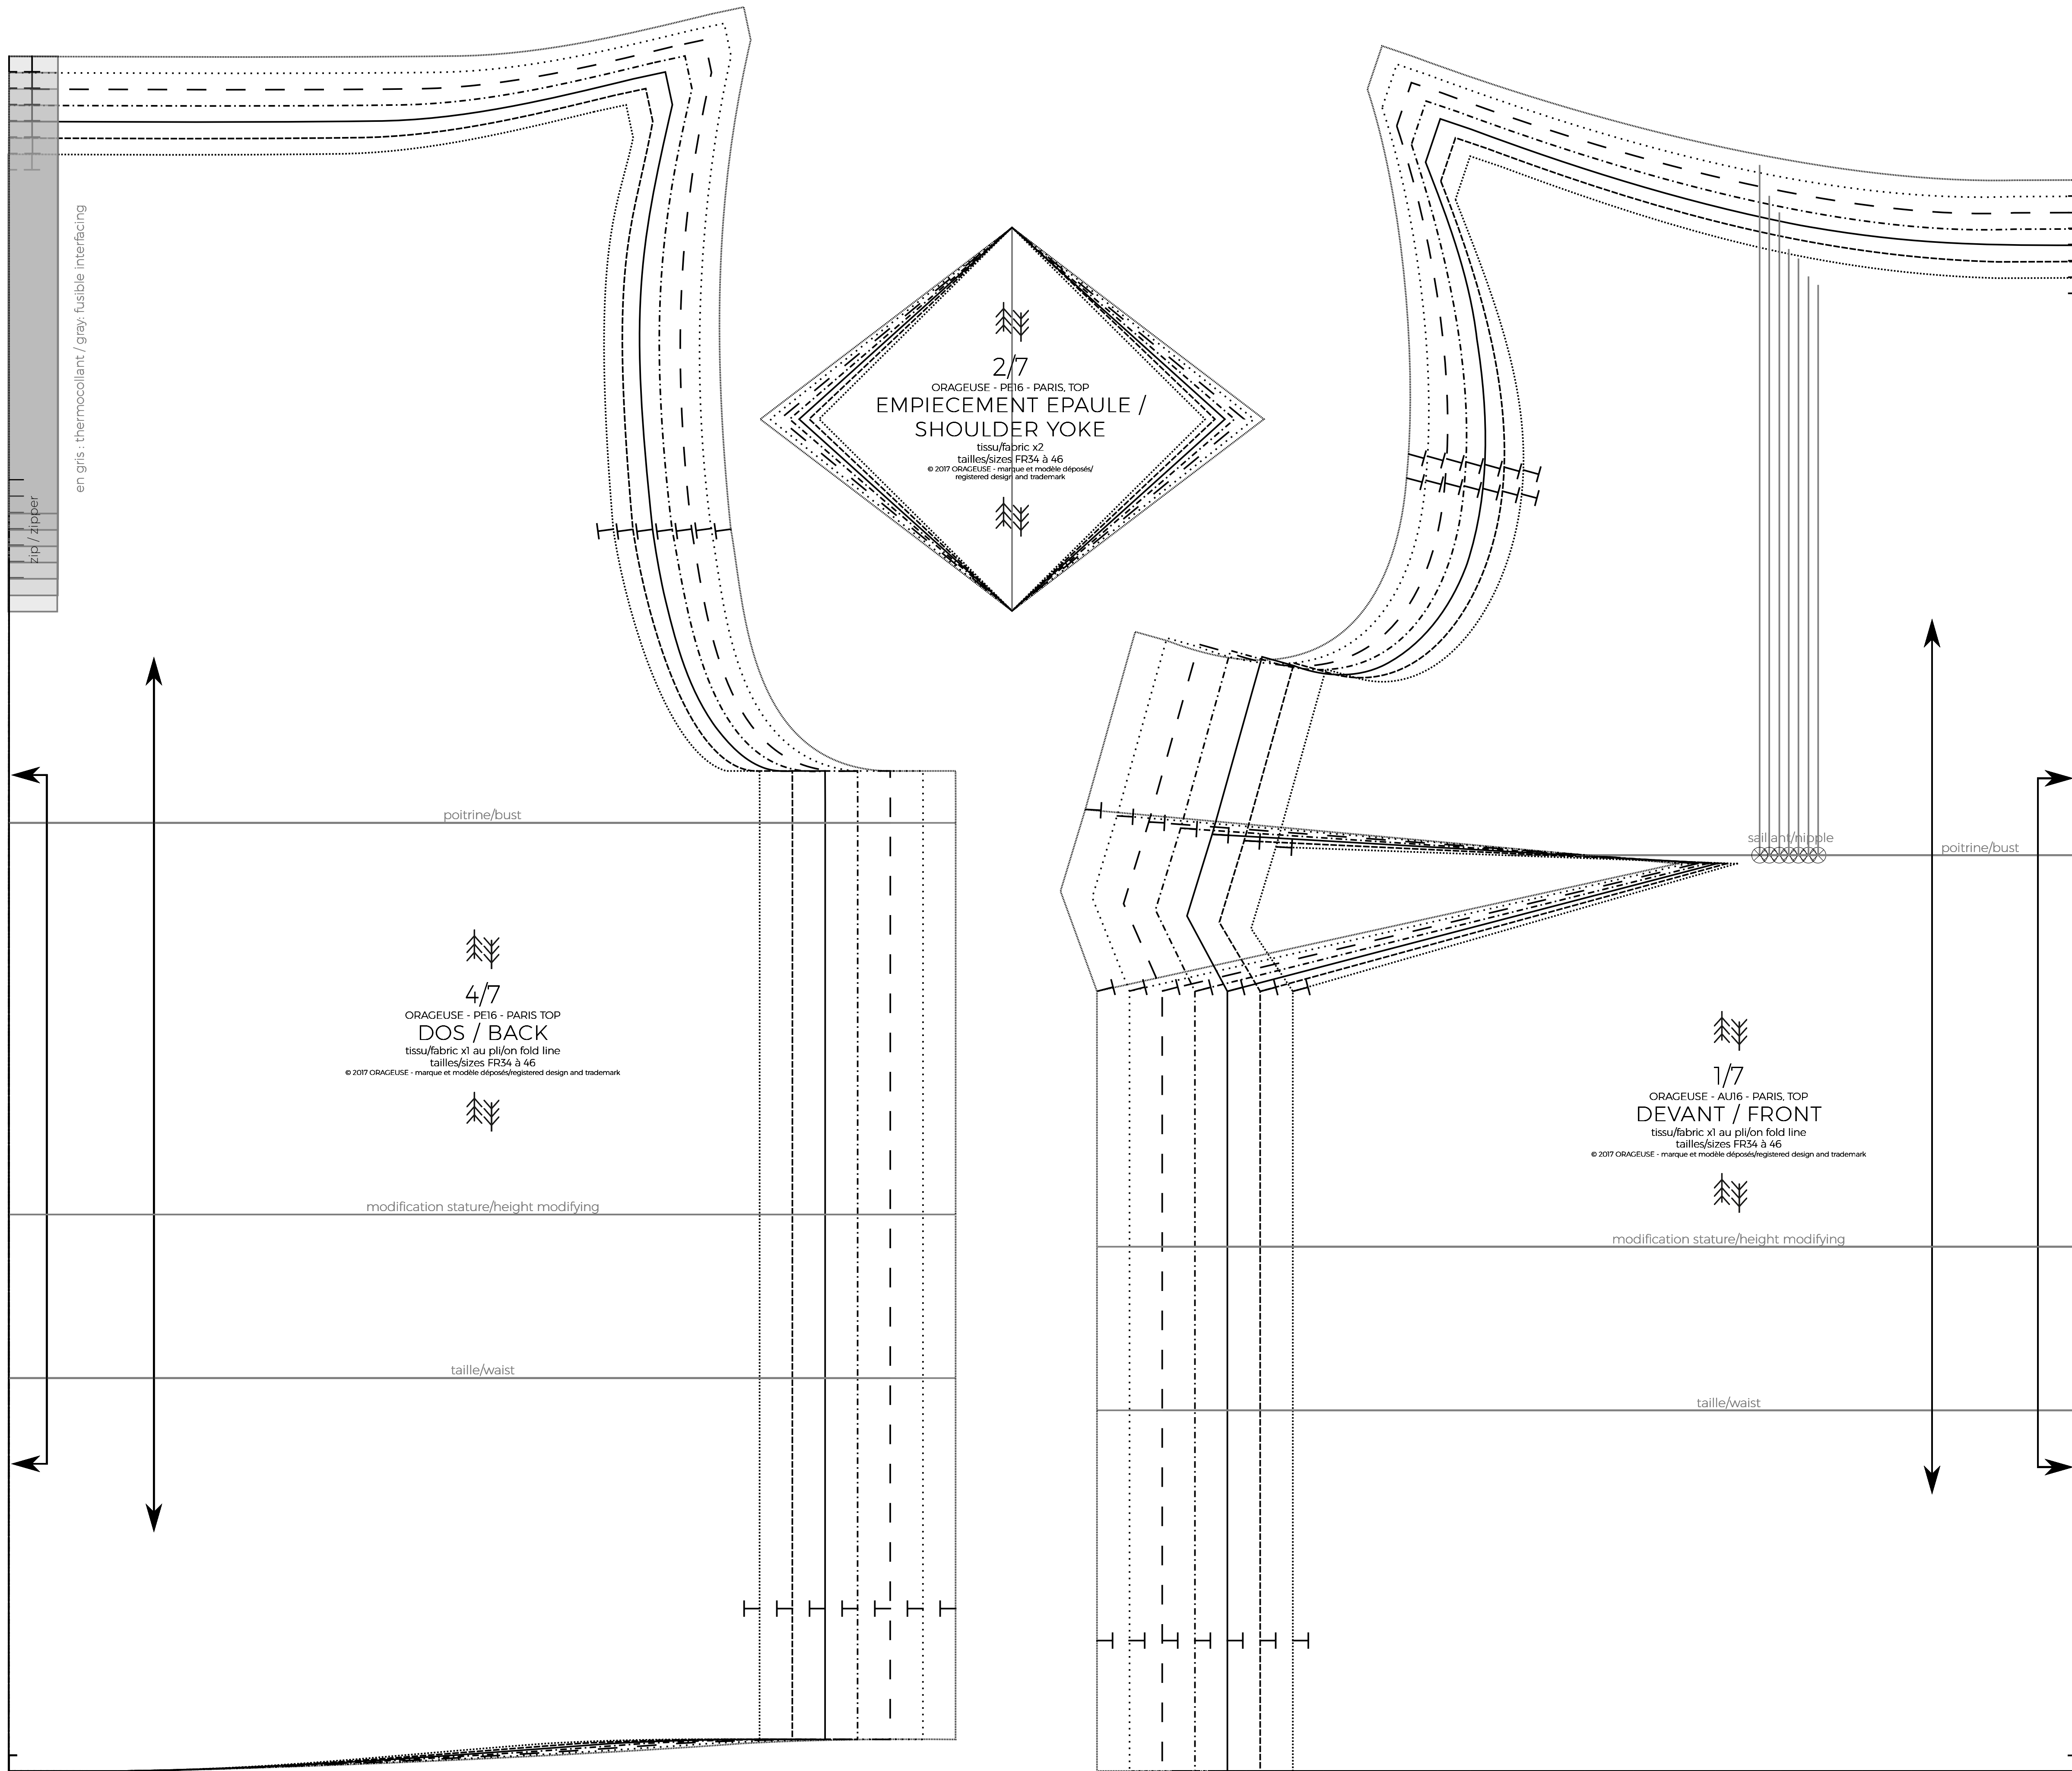 en gris : thermocollant / gray: fusible interfacing
zip / zipper
2/7
ORAGEUSE - PE16 - PARIS, TOP
EMPIECEMENT EPAULE /
SHOULDER YOKE
tissu/fabric x2
tailles/sizes FR34 à 46
© 2017 ORAGEUSE - marque et modèle déposés/
registered design and trademark
poitrine/bust
4/7
ORAGEUSE - PE16 - PARIS TOP
DOS / BACK
tissu/fabric x1 au pli/on fold line
tailles/sizes FR34 à 46
© 2017 ORAGEUSE - marque et modèle déposés/registered design and trademark
modification stature/height modifying
taille/waist
saillant/nipple
poitrine/bust
1/7
ORAGEUSE - AU16 - PARIS, TOP
DEVANT / FRONT
tissu/fabric x1 au pli/on fold line
tailles/sizes FR34 à 46
© 2017 ORAGEUSE - marque et modèle déposés/registered design and trademark
modification stature/height modifying
taille/waist